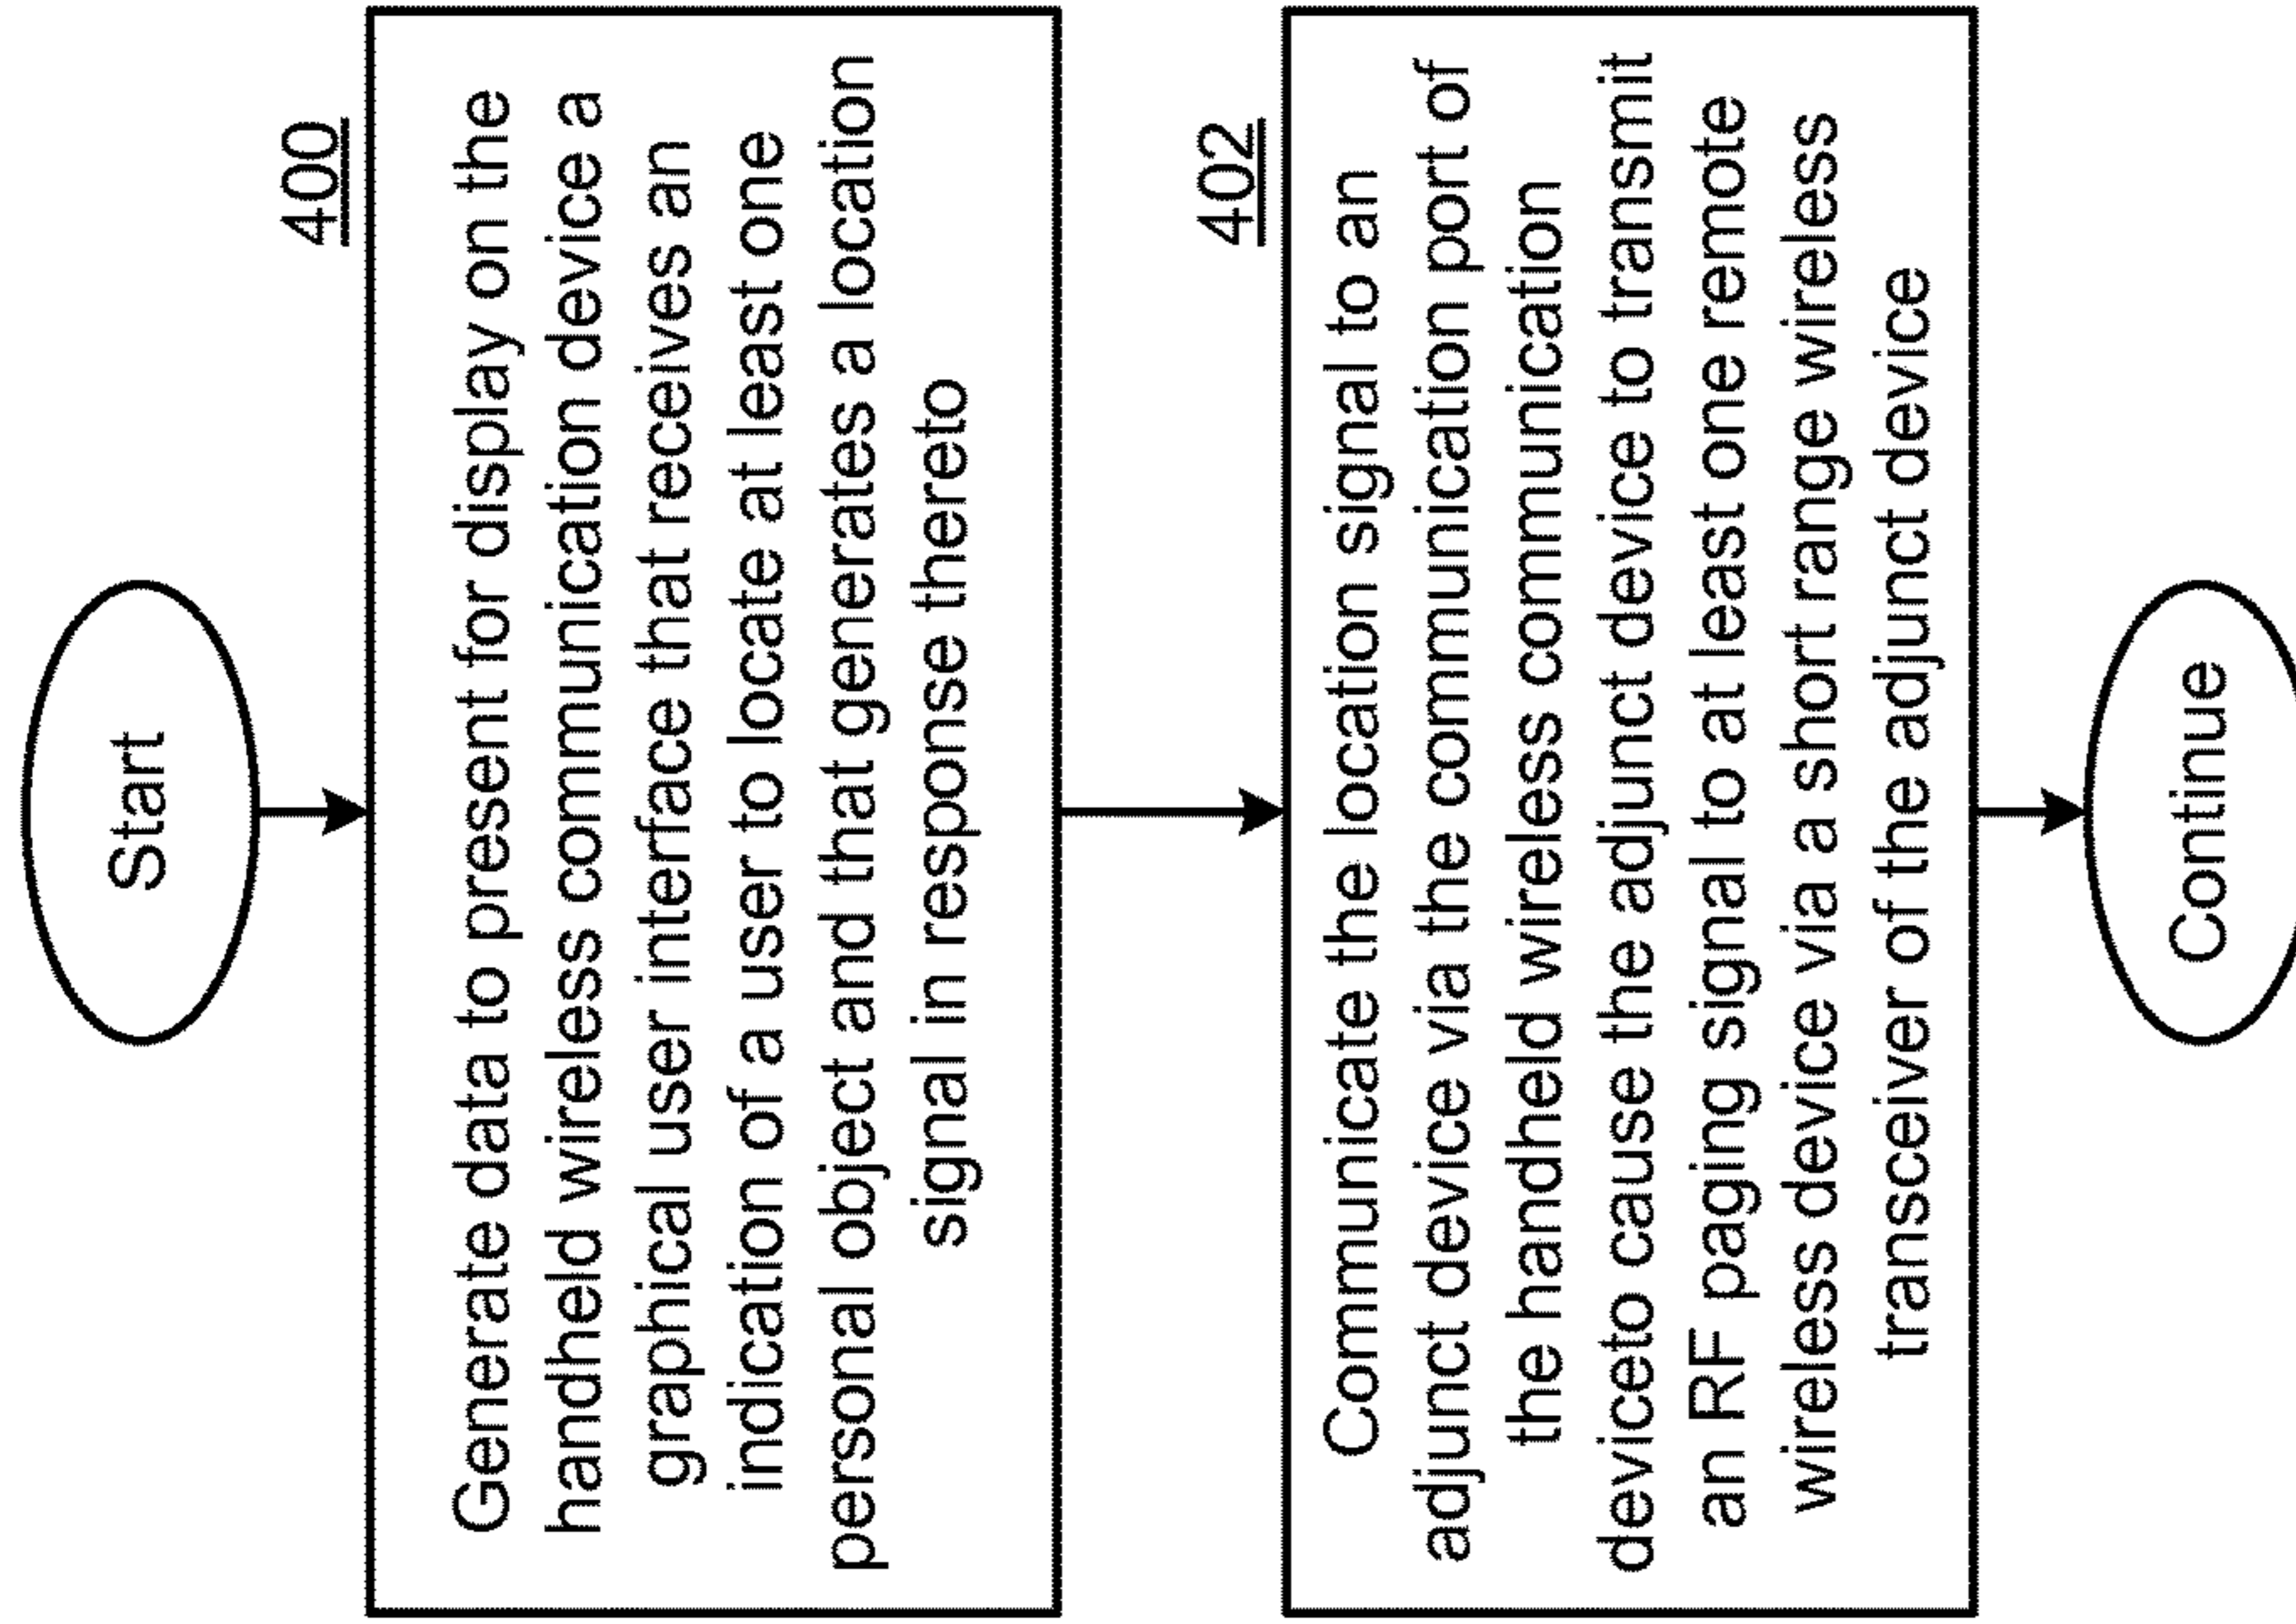 Start
400
Generate data to present for display on the
handheld wireless communication device a
graphical user interface that receives an
indication of a user to locate at least one
personal object and that generates a location
signal in response thereto
402
Communicate the location signal to an
adjunct device via the communication port of
the handheld wireless communication
deviceto cause the adjunct device to transmit
an RF paging signal to at least one remote
wireless device via a short range wireless
transceiver of the adjunct device
Continue